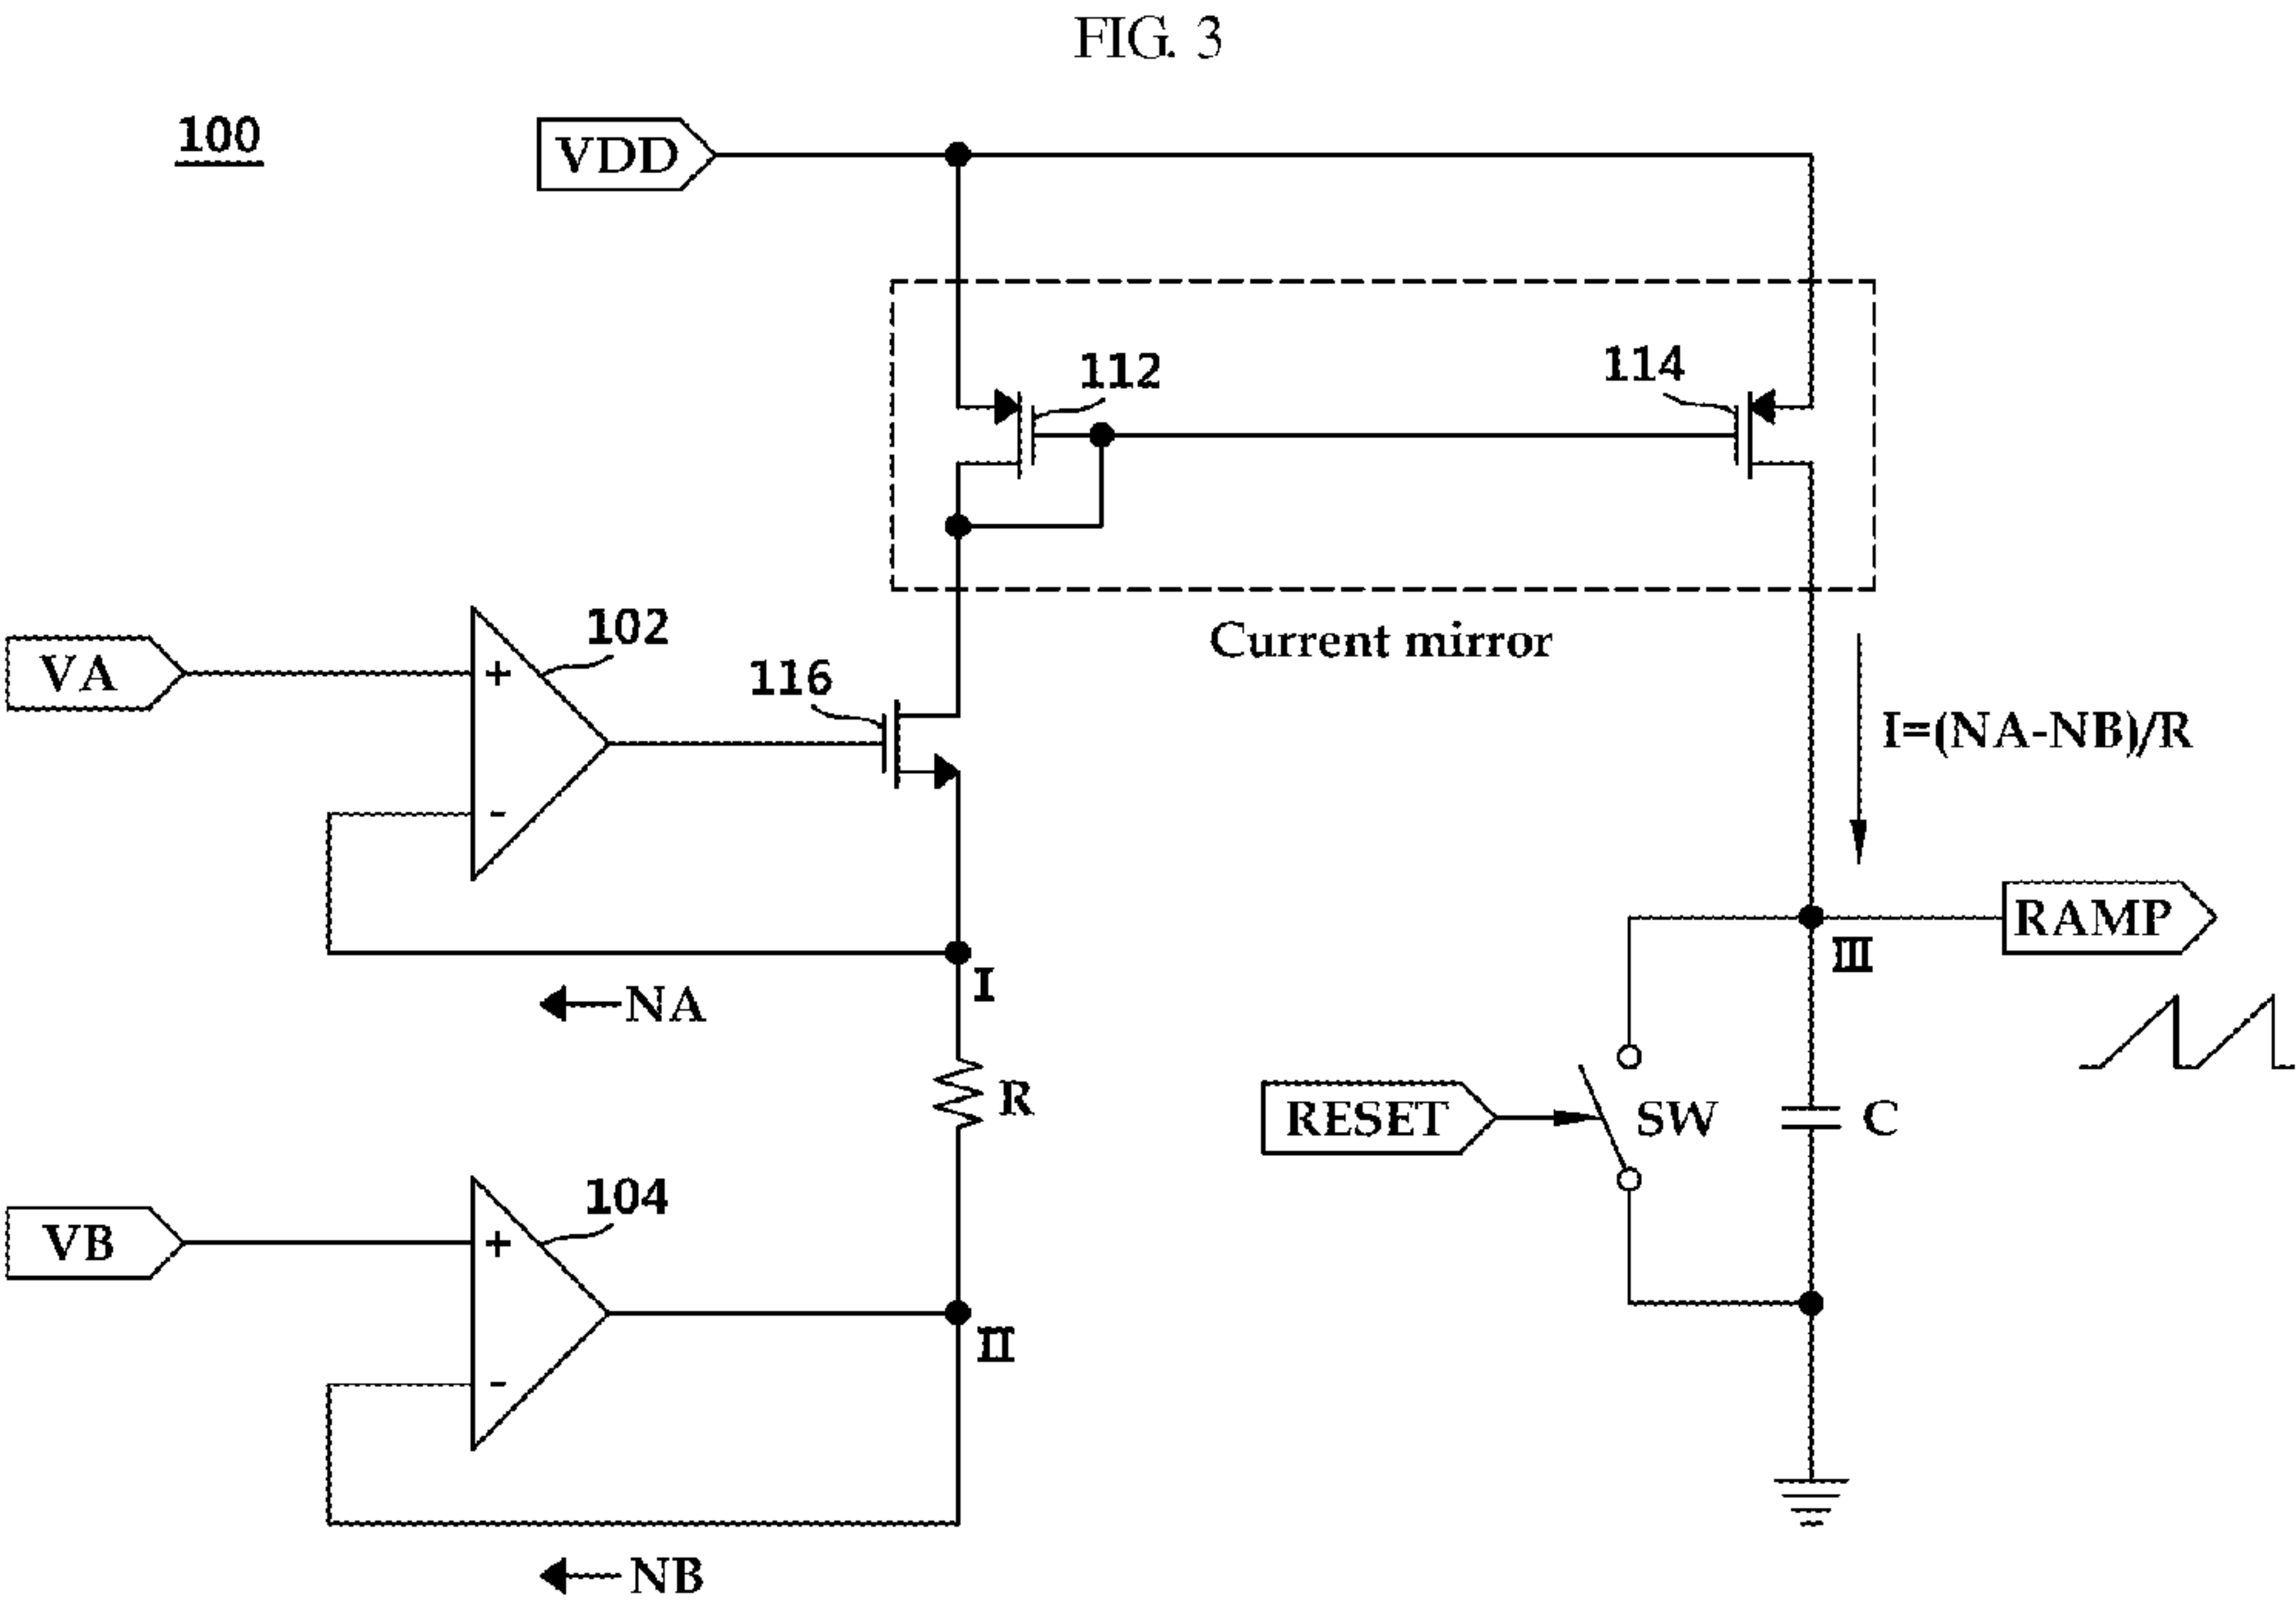 FIG. 3
100
VDD
112
114
Current mirror
VA
+
-
102
116
I=(NA-NB)/R
RAMP
III
I
NA
R
RESET
SW
C
VB
+
-
104
II
NB